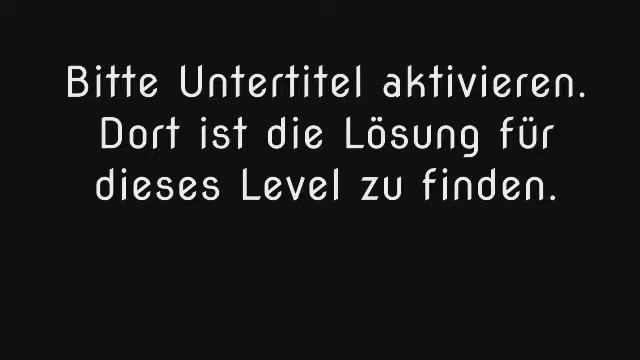 Bitte Untertitel aktivieren.
Dort ist die Lösung für
dieses Level zu finden.